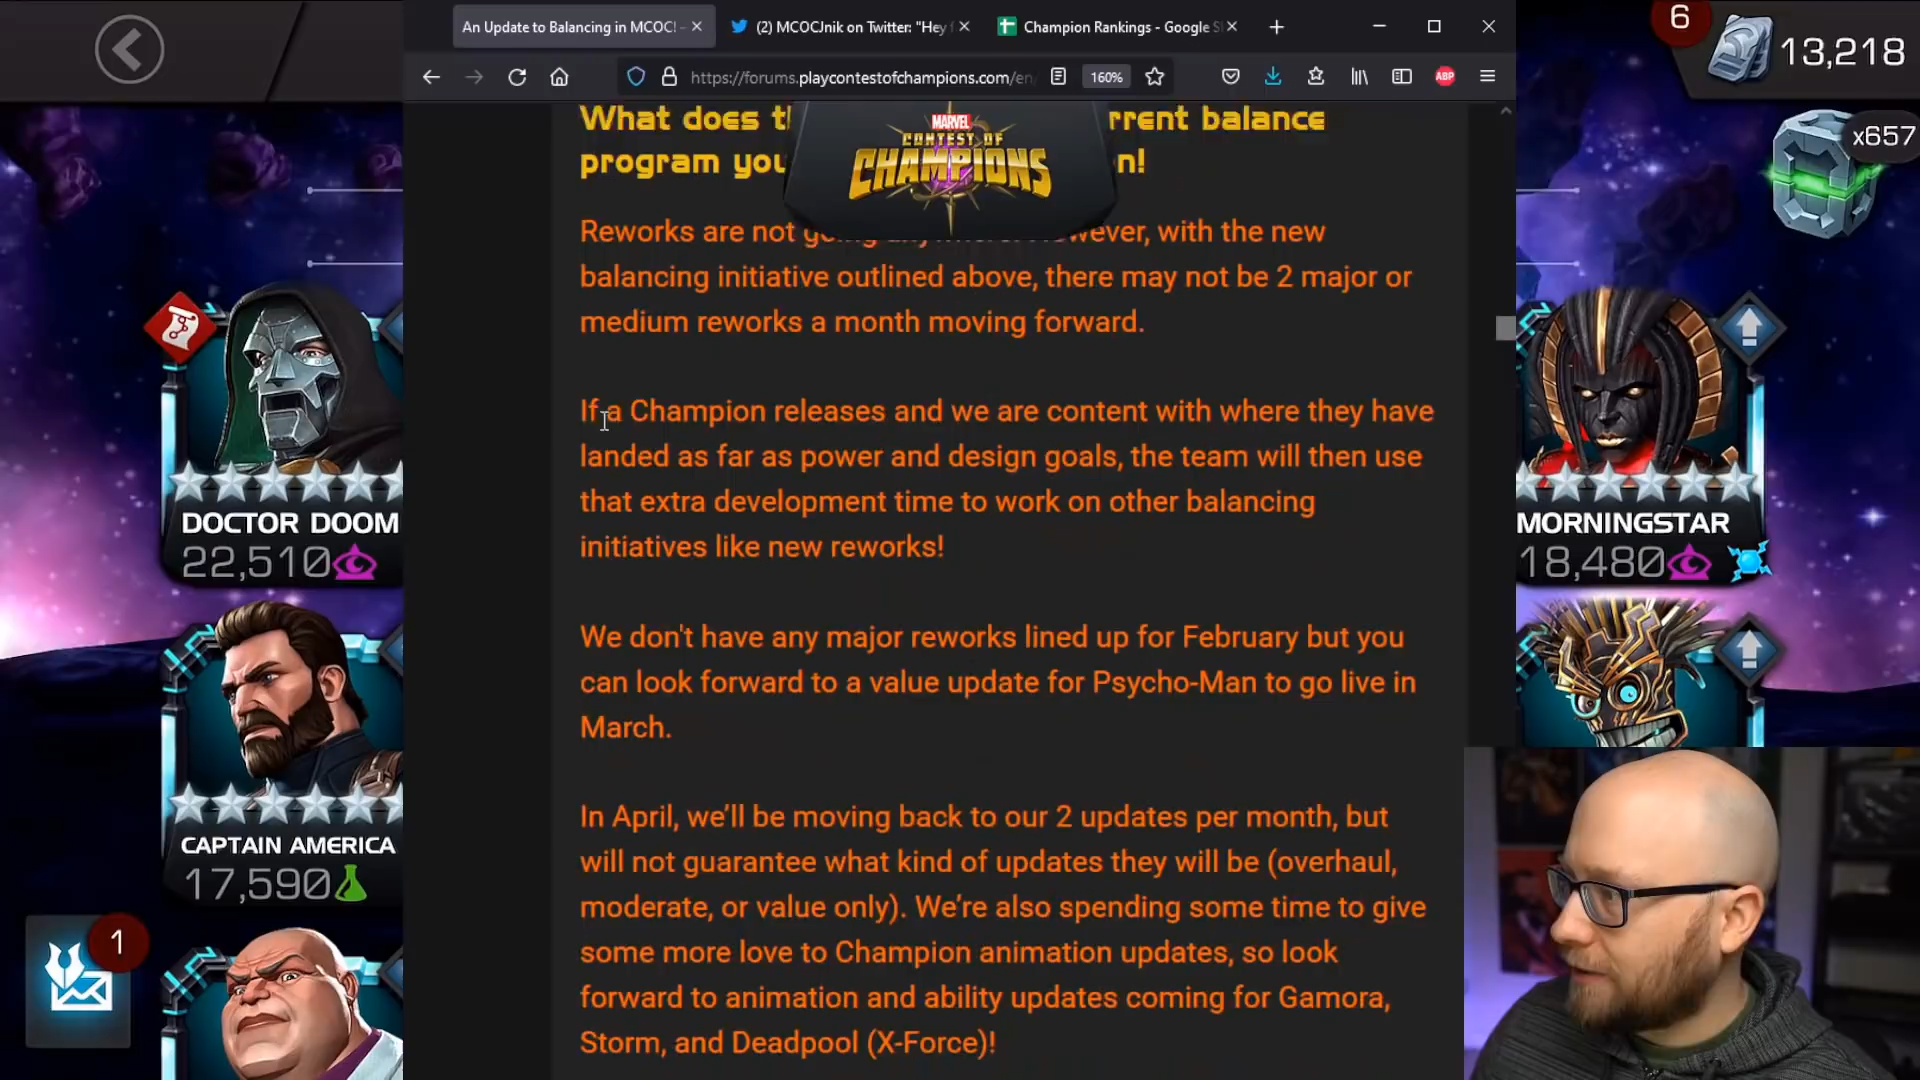 An Update to Balancing in MCOC! -
(2) MCOCJnik on Twitter: "Hey
Champion Rankings - Google
https://forums.playcontestofchampions.com/en
160%
ABP
6
13,218
x657
What does t rrent balance
program you n!
MARVEL
CONTEST OF
CHAMPIONS
Reworks are not going anywhere. However, with the new
balancing initiative outlined above, there may not be 2 major or
medium reworks a month moving forward.
If a Champion releases and we are content with where they have
landed as far as power and design goals, the team will then use
that extra development time to work on other balancing
initiatives like new reworks!
We don't have any major reworks lined up for February but you
can look forward to a value update for Psycho-Man to go live in
March.
In April, we'll be moving back to our 2 updates per month, but
will not guarantee what kind of updates they will be (overhaul,
moderate, or value only). We're also spending some time to give
some more love to Champion animation updates, so look
forward to animation and ability updates coming for Gamora,
Storm, and Deadpool (X-Force)!
DOCTOR DOOM
22,510
CAPTAIN AMERICA
17,590
1
MORNINGSTAR
18,480